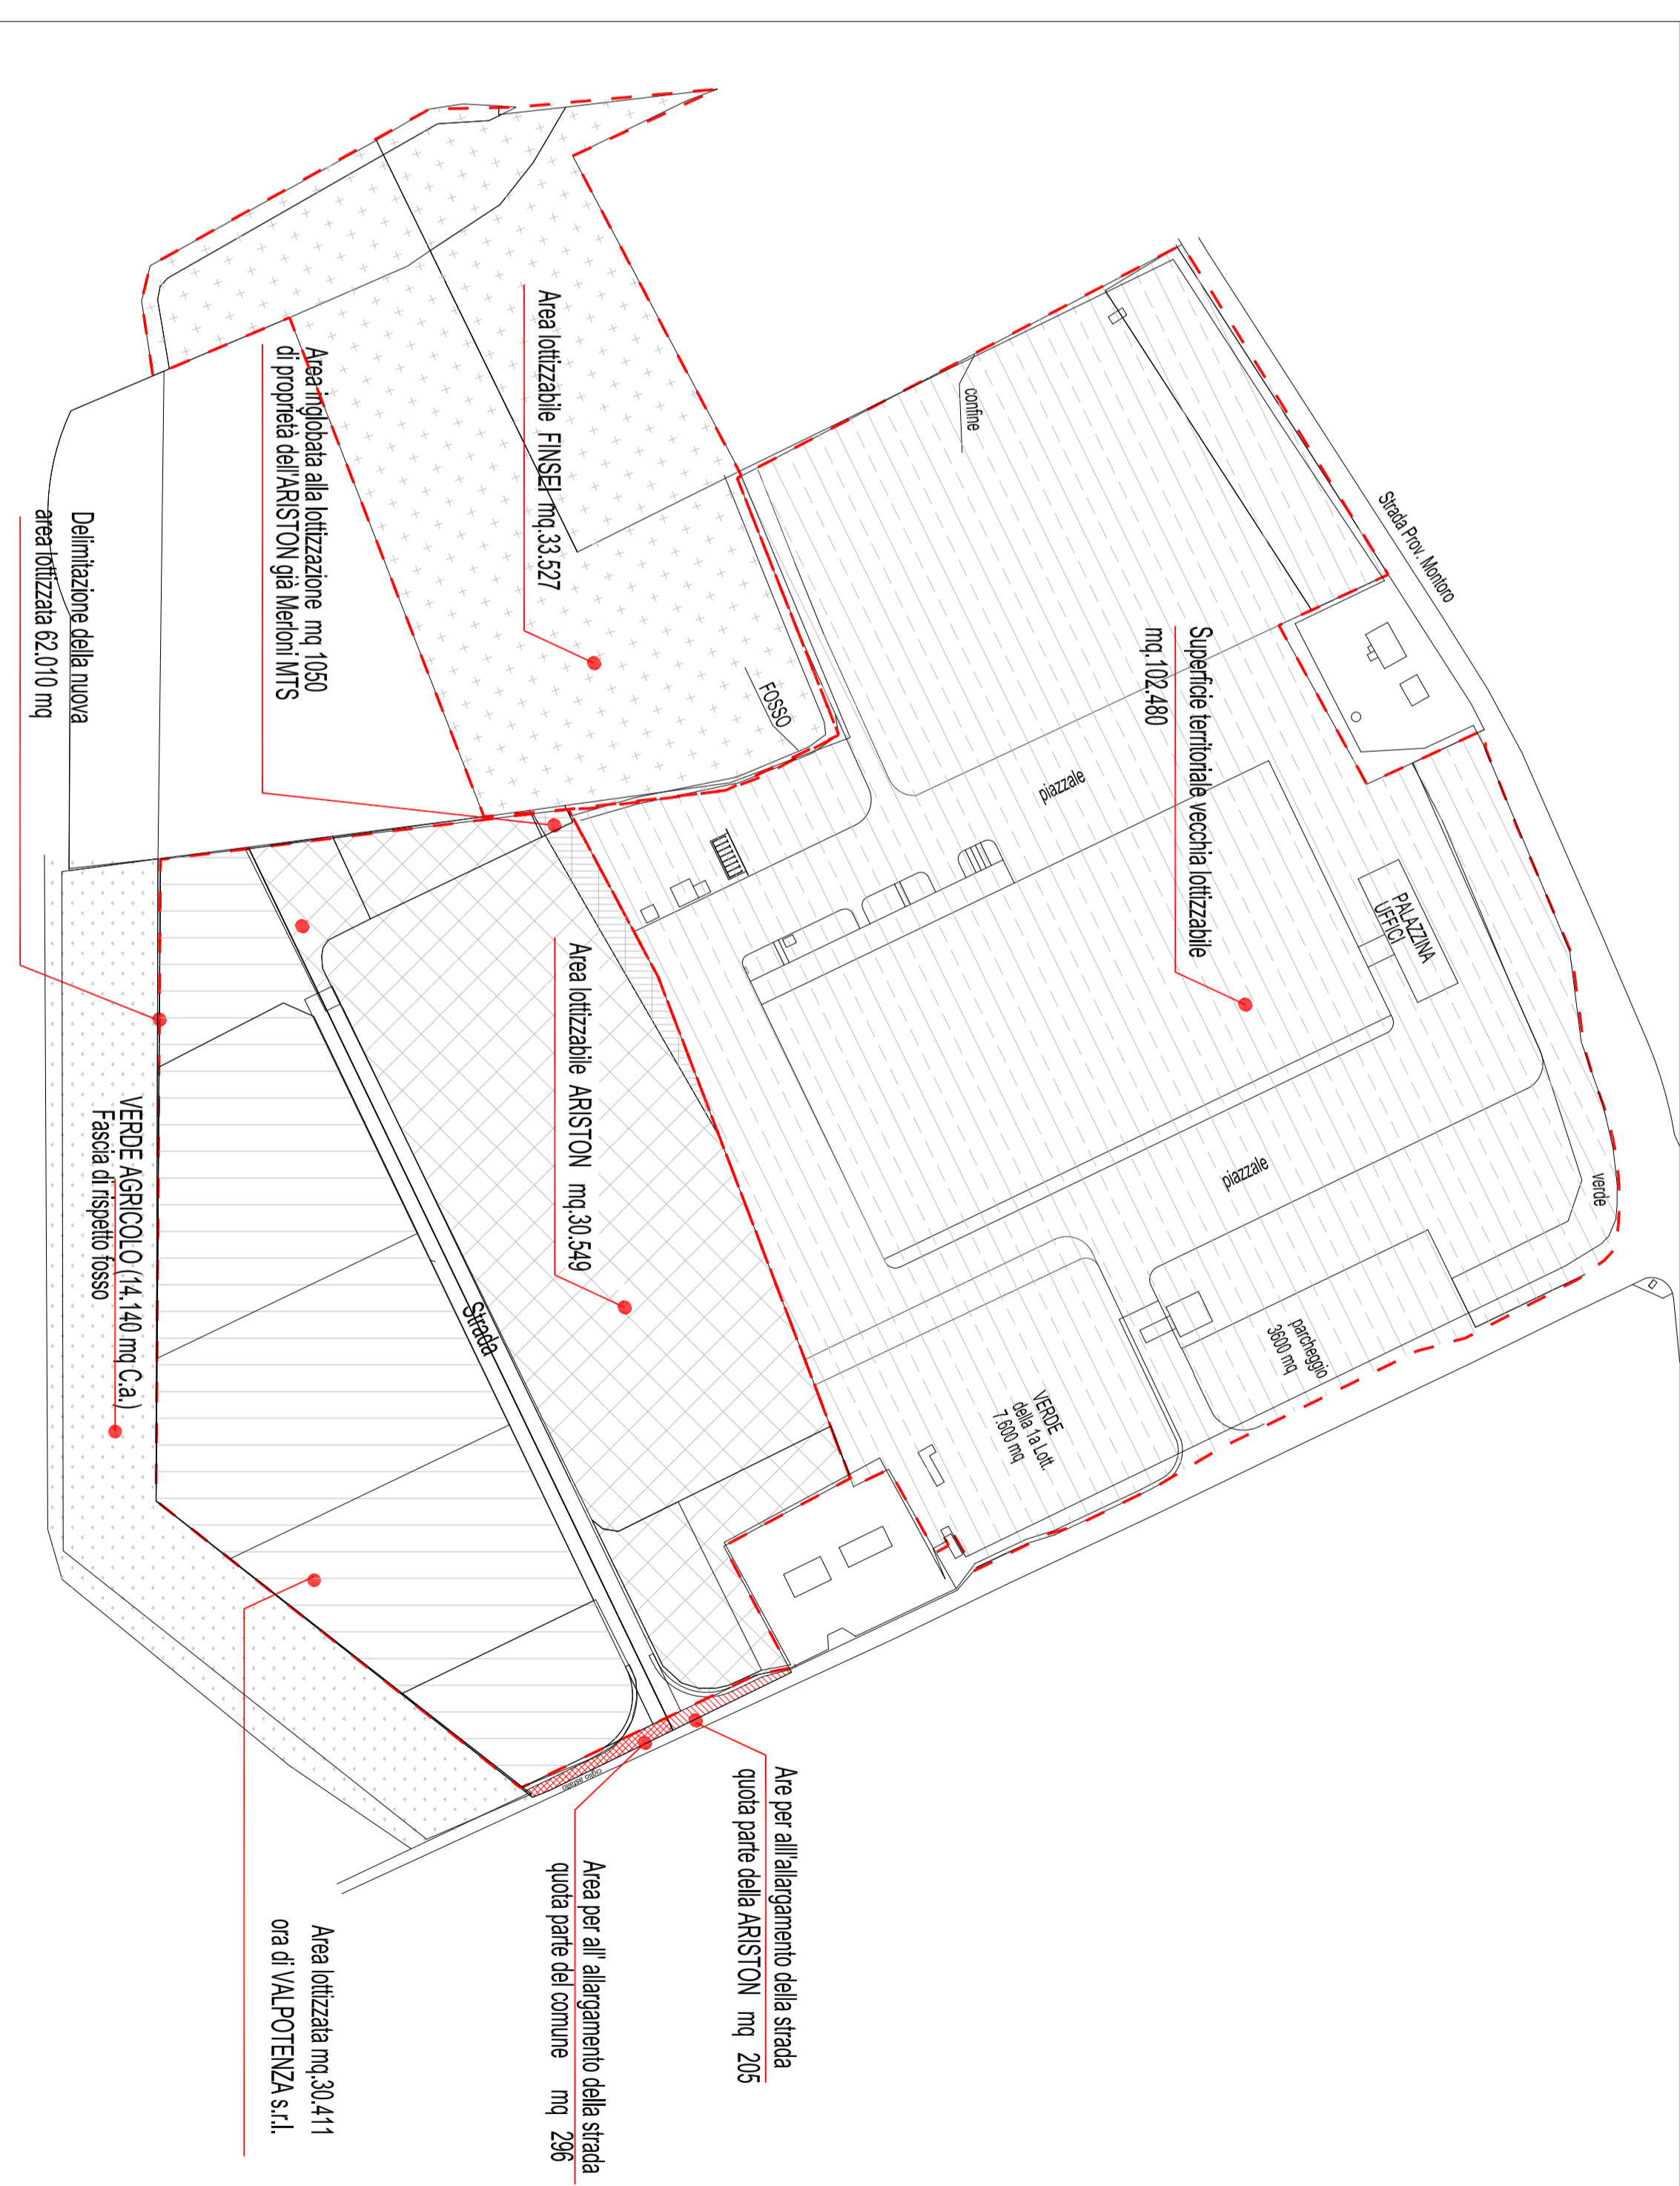 Strada Prov. Montoro
confine
Superficie territoriale vecchia lottizzabile
mq.102.480
piazzale
PALAZZINA
UFFICI
verde
piazzale
parcheggio
3600 mq
VERDE
della 1a Lott.
7.600 mq
FOSSO
Area lottizzabile FINSEI mq.33.527
Area inglobata alla lottizzazione mq 1050
di proprietà dell'ARISTON già Merloni MTS
Area lottizzabile ARISTON mq.30.549
Delimitazione della nuova
area lottizzata 62.010 mq
VERDE AGRICOLO (14.140 mq C.a.)
Fascia di rispetto fosso
Strada
ciglio asfalto
Are per alll'allargamento della strada
quota parte della ARISTON mq 205
Area per all' allargamento della strada
quota parte del comune mq 296
Area lottizzata mq.30.411
ora di VALPOTENZA s.r.l.